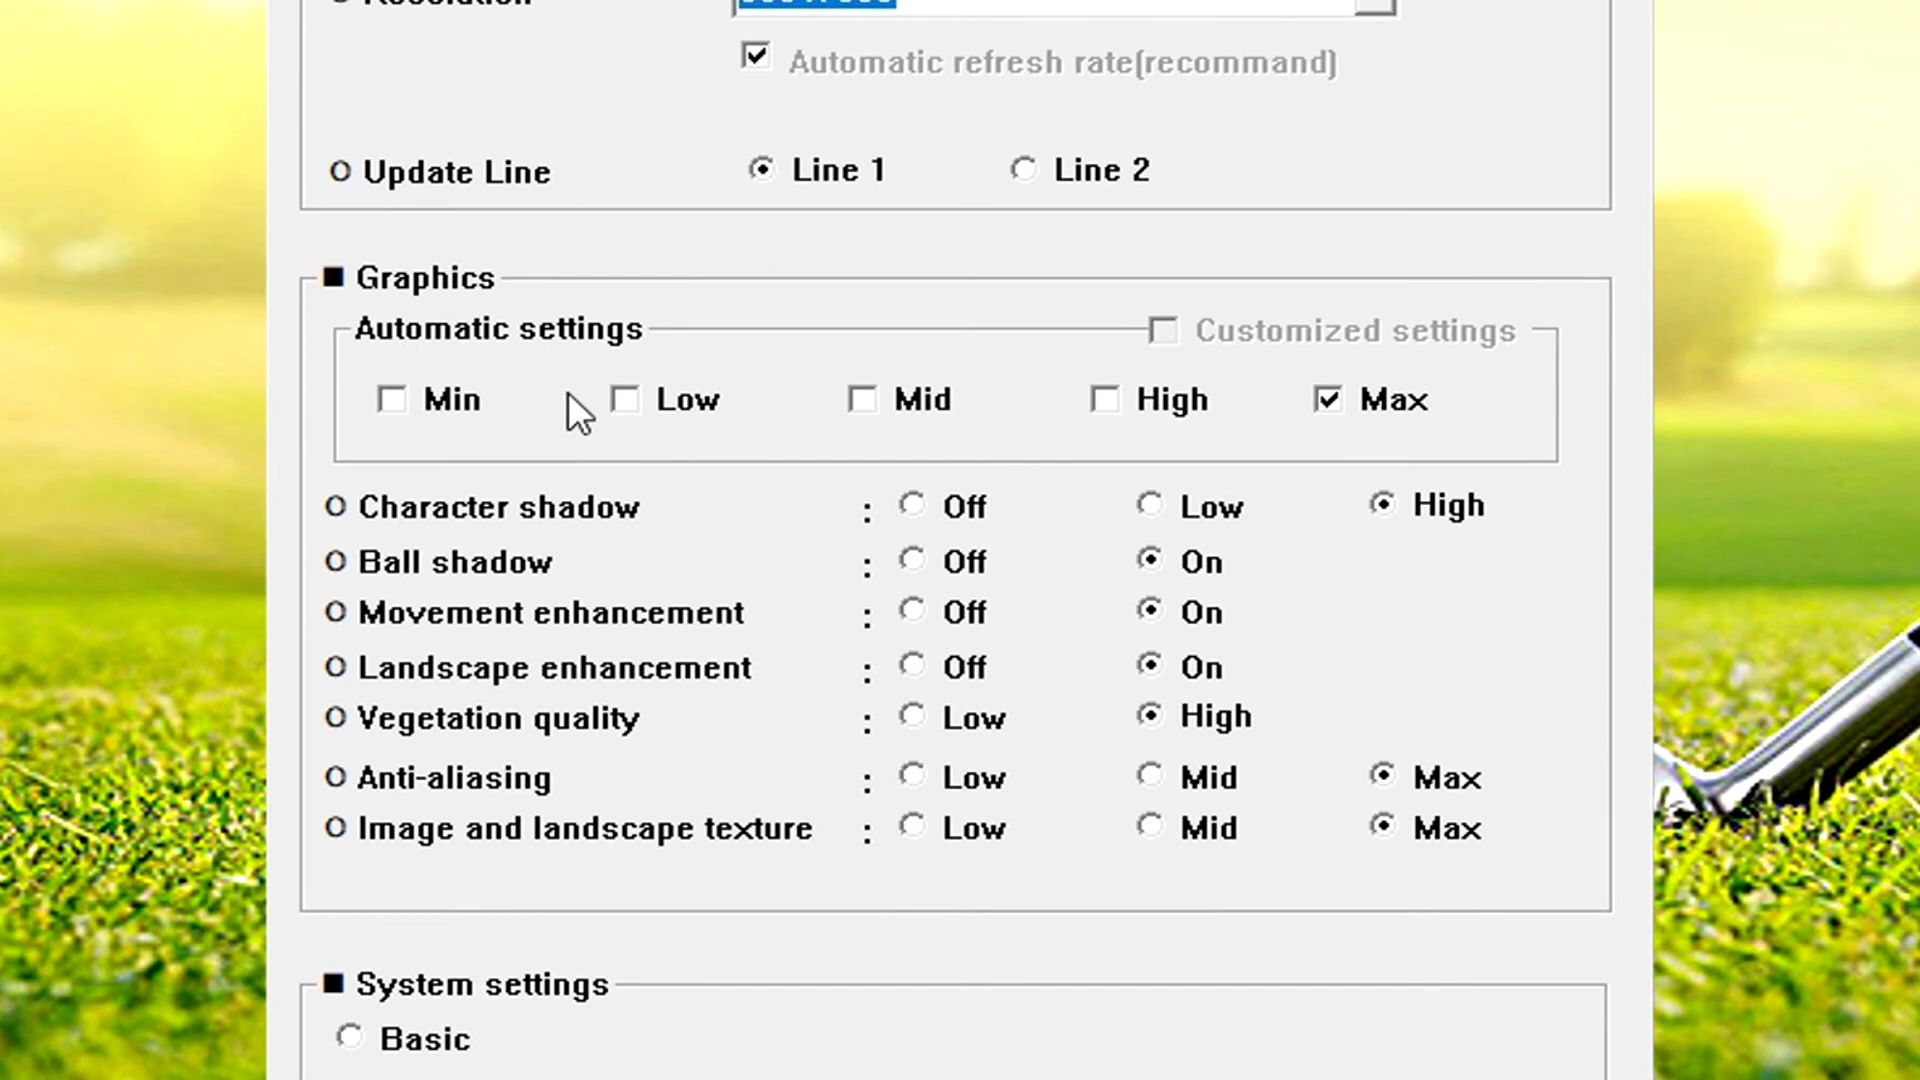 Automatic refresh rate(recommand)
Update Line Line 1 Line 2
Graphics
Automatic settings Customized settings
Min Low Mid High Max
Character shadow : Off Low High
Ball shadow : Off On
Movement enhancement : Off On
Landscape enhancement : Off On
Vegetation quality : Low High
Anti-aliasing : Low Mid Max
Image and landscape texture : Low Mid Max
System settings
Basic